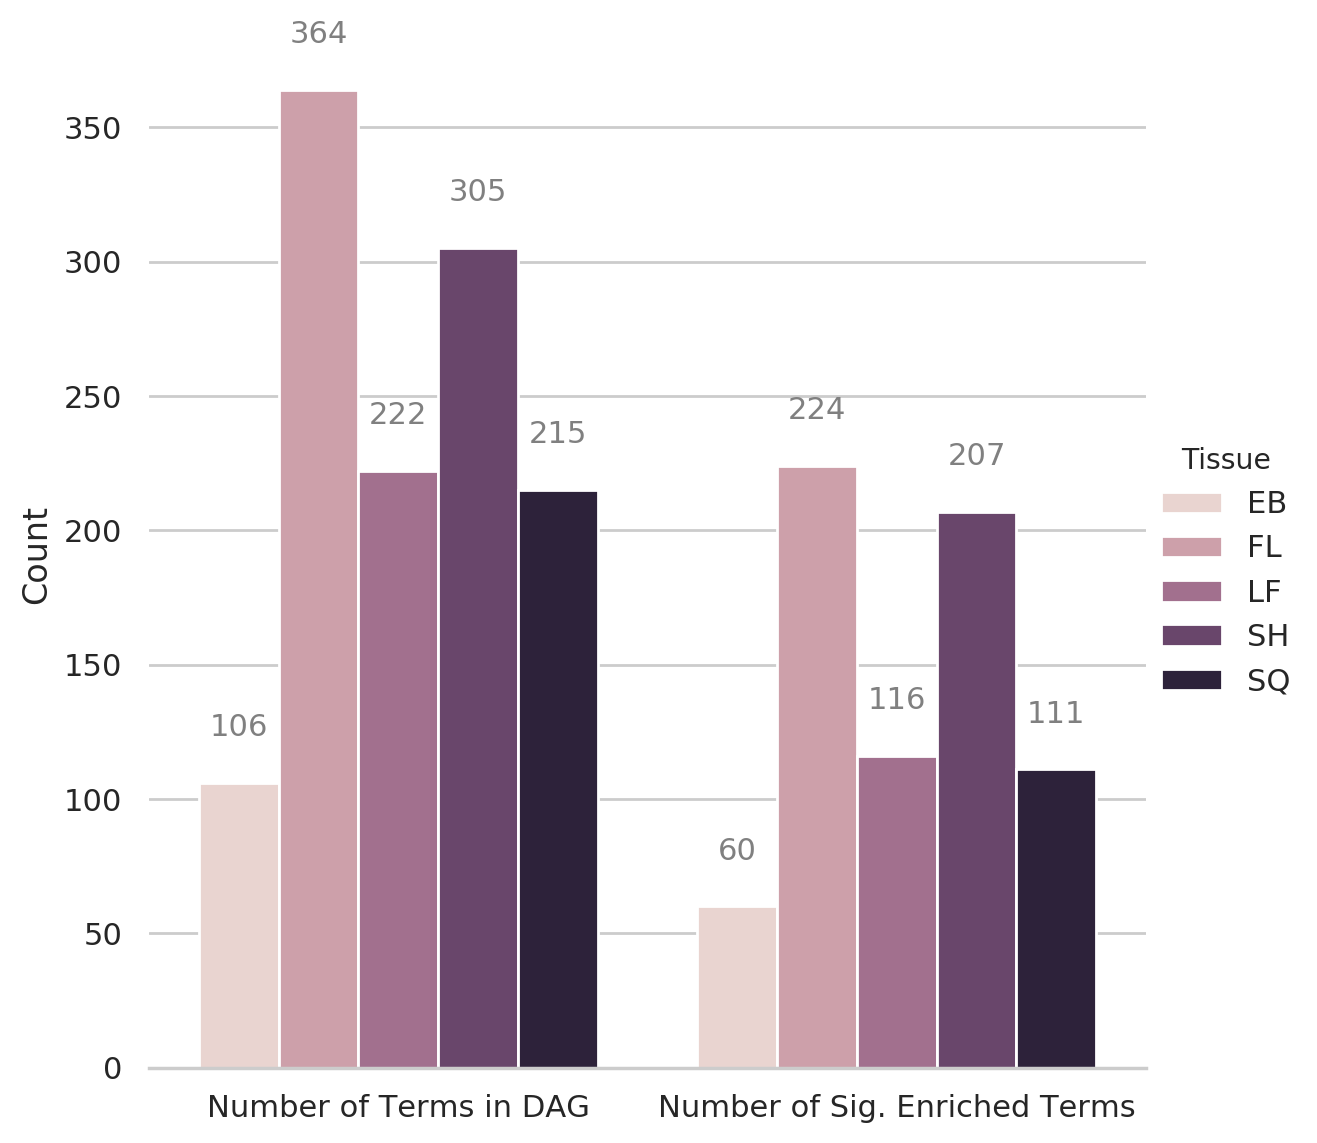 364
350
305
300
250
222
215
224
207
200
150
106
116
111
100
60
50
0
Count
Number of Terms in DAG
Number of Sig. Enriched Terms
Tissue
EB
FL
LF
SH
SQ